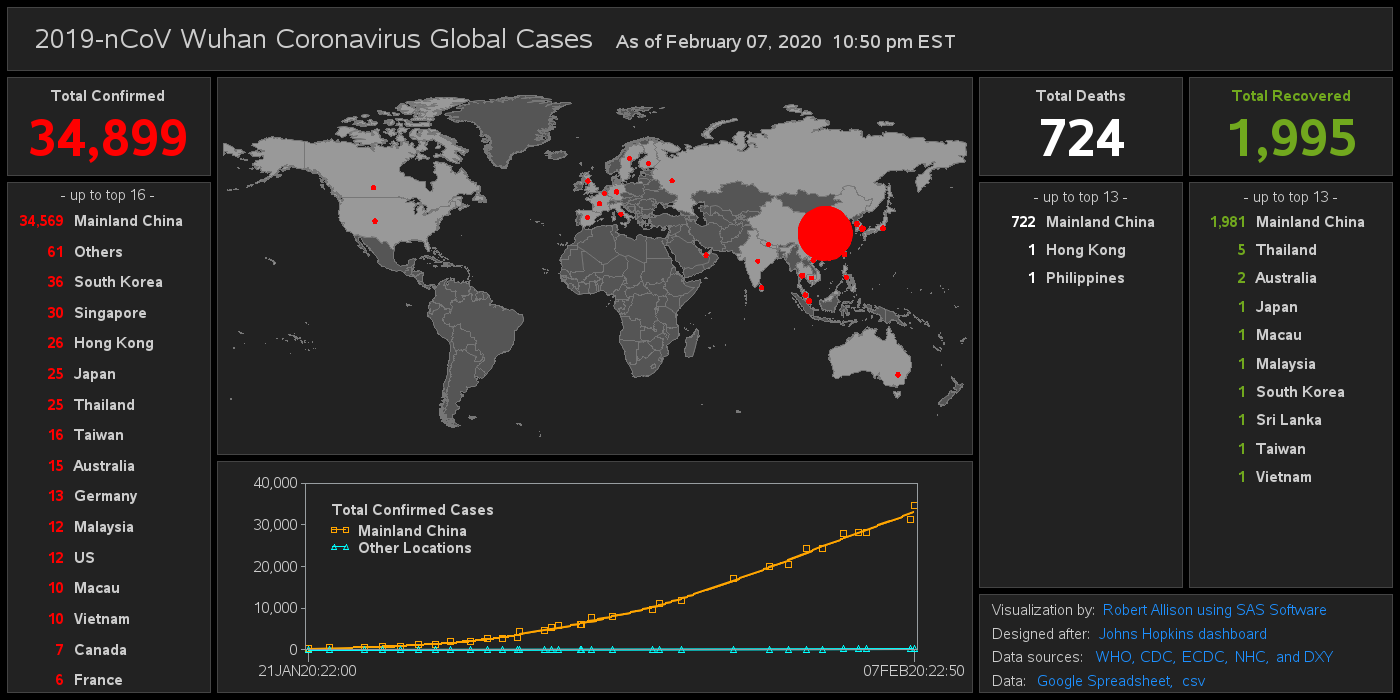 2019-nCoV Wuhan Coronavirus Global Cases As of February 07, 2020 10:50 pm EST
Total Confirmed
34,899
- up to top 16 -
34,569 Mainland China
61 Others
36 South Korea
30 Singapore
26 Hong Kong
25 Japan
25 Thailand
16 Taiwan
15 Australia
13 Germany
12 Malaysia
12 US
10 Macau
10 Vietnam
7 Canada
6 France
40,000
30,000
20,000
10,000
0
Total Confirmed Cases
Mainland China
Other Locations
21JAN20:22:00
07FEB20:22:50
Total Deaths
724
- up to top 13 -
722 Mainland China
1 Hong Kong
1 Philippines
Total Recovered
1,995
- up to top 13 -
1,981 Mainland China
5 Thailand
2 Australia
1 Japan
1 Macau
1 Malaysia
1 South Korea
1 Sri Lanka
1 Taiwan
1 Vietnam
Visualization by: Robert Allison using SAS Software
Designed after: Johns Hopkins dashboard
Data sources: WHO, CDC, ECDC, NHC, and DXY
Data: Google Spreadsheet, csv